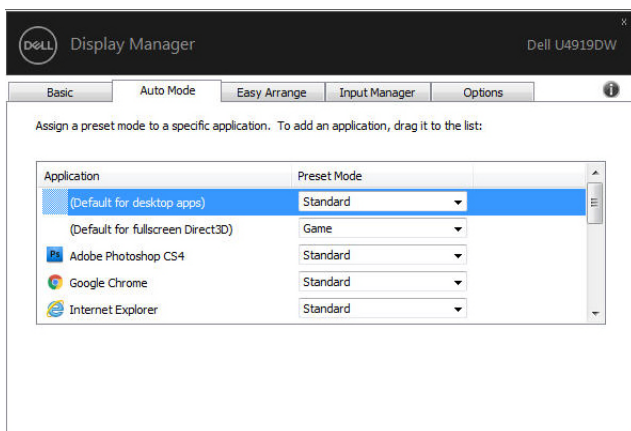 x
DELL Display Manager Dell U4919DW
Basic Auto Mode Easy Arrange Input Manager Options i
Assign a preset mode to a specific application. To add an application, drag it to the list:
Application Preset Mode
(Default for desktop apps) Standard
(Default for fullscreen Direct3D) Game
Ps Adobe Photoshop CS4 Standard
Google Chrome Standard
Internet Explorer Standard